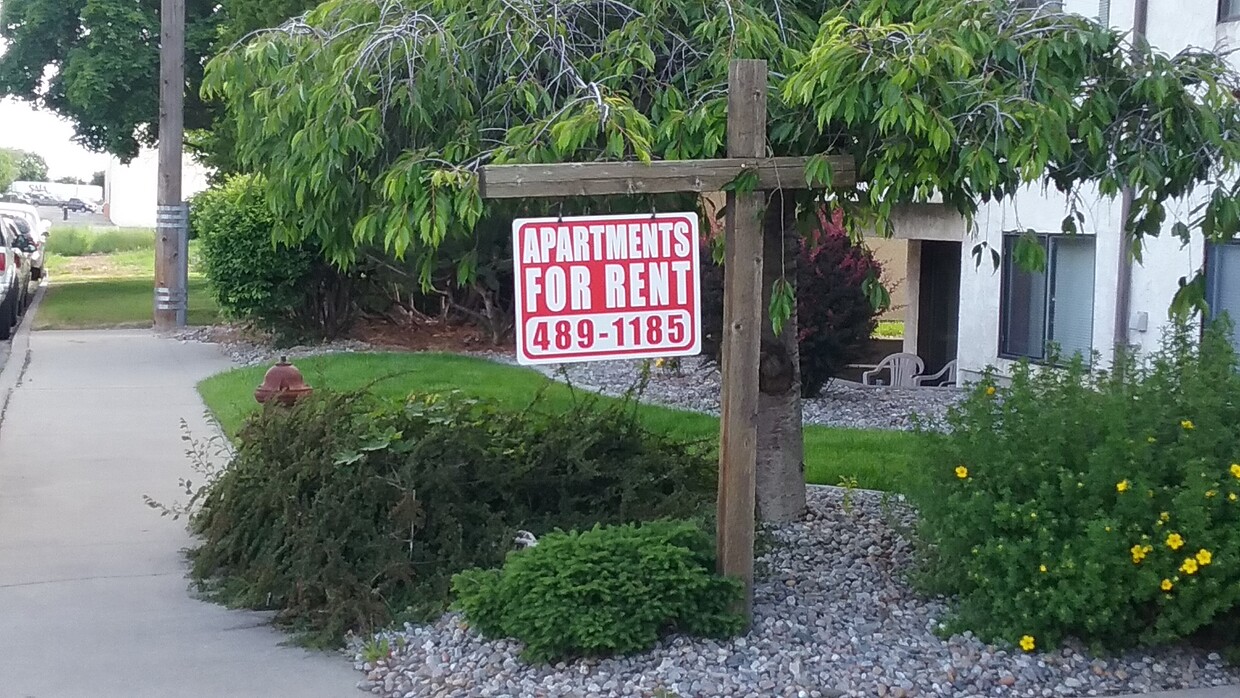 APARTMENTS
FOR RENT
489-1185